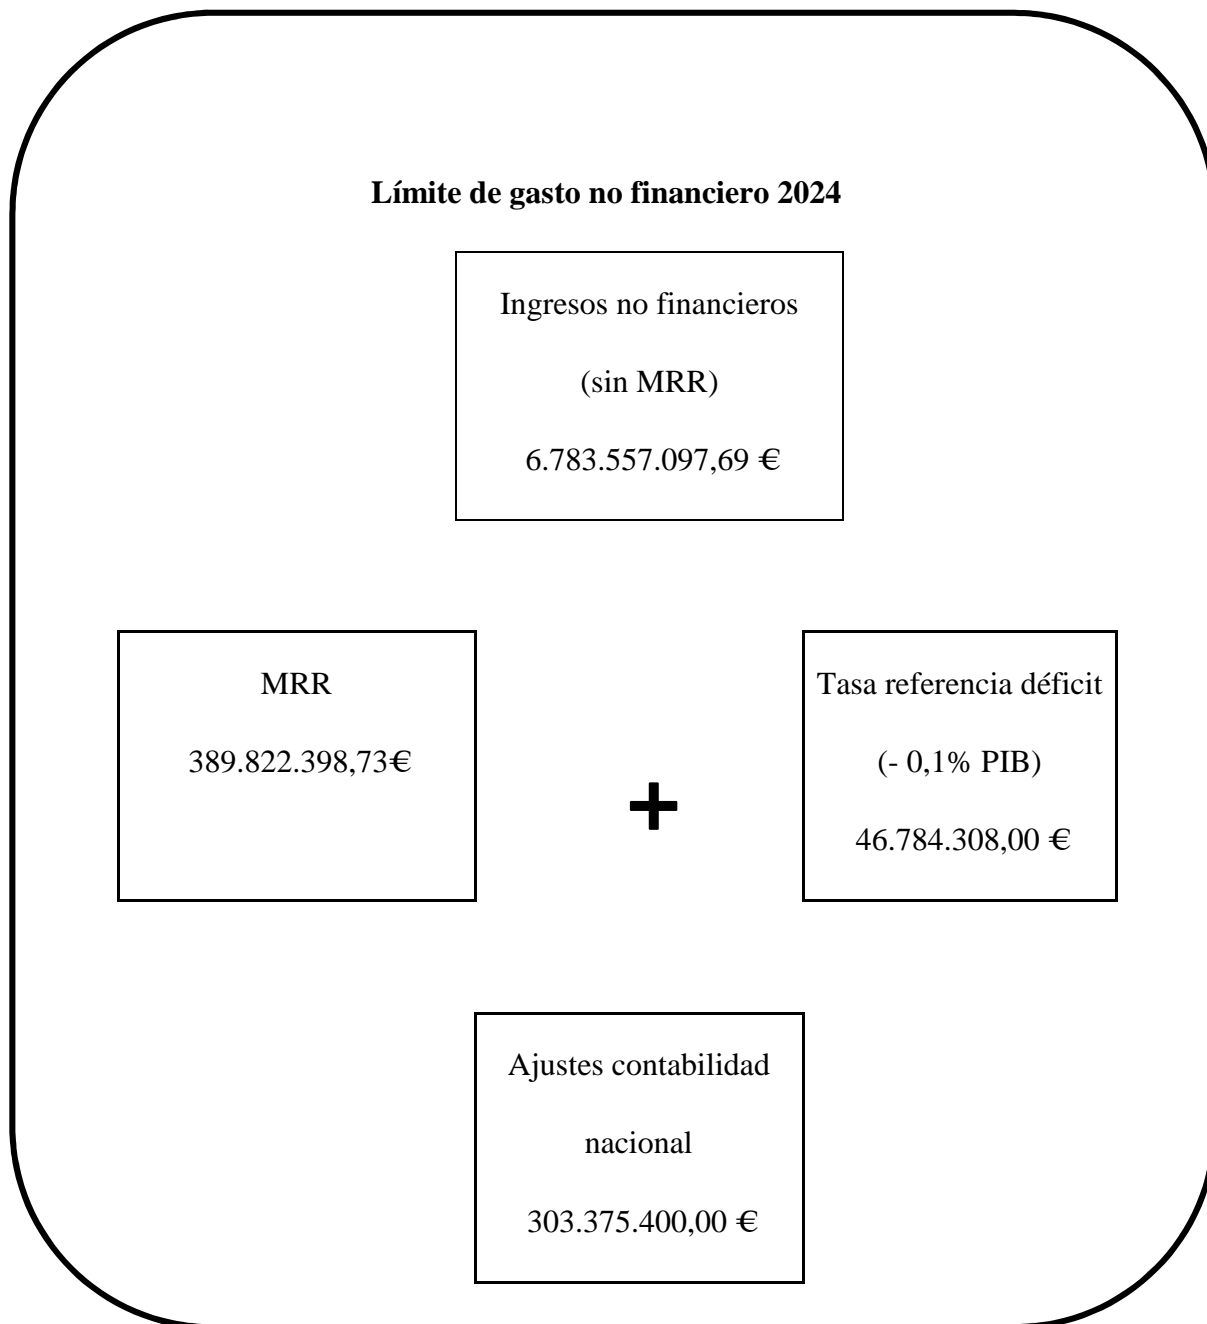 Límite de gasto no financiero 2024
Ingresos no financieros
(sin MRR)
6.783.557.097,69 €
MRR
389.822.398,73€
+
Tasa referencia déficit
(- 0,1% PIB)
46.784.308,00 €
Ajustes contabilidad
nacional
303.375.400,00 €